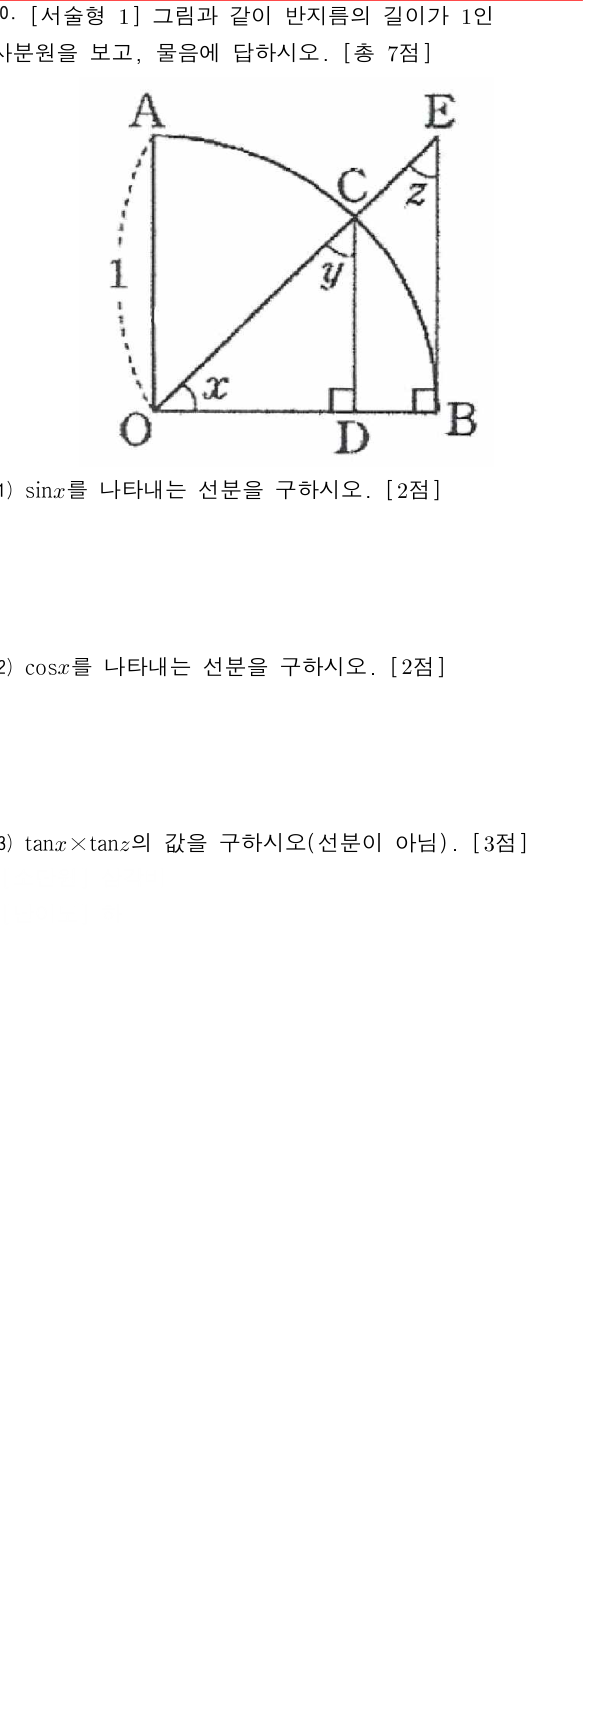 0. [서술형 1] 그림과 같이 반지름의 길이가 1인
사분원을 보고, 물음에 답하시오. [총 7점]
A
E
C
z
y
1
x
O
D
B
1) sinx를 나타내는 선분을 구하시오. [2점]
2) cosx를 나타내는 선분을 구하시오. [2점]
3) tanx×tanz의 값을 구하시오(선분이 아님). [3점]